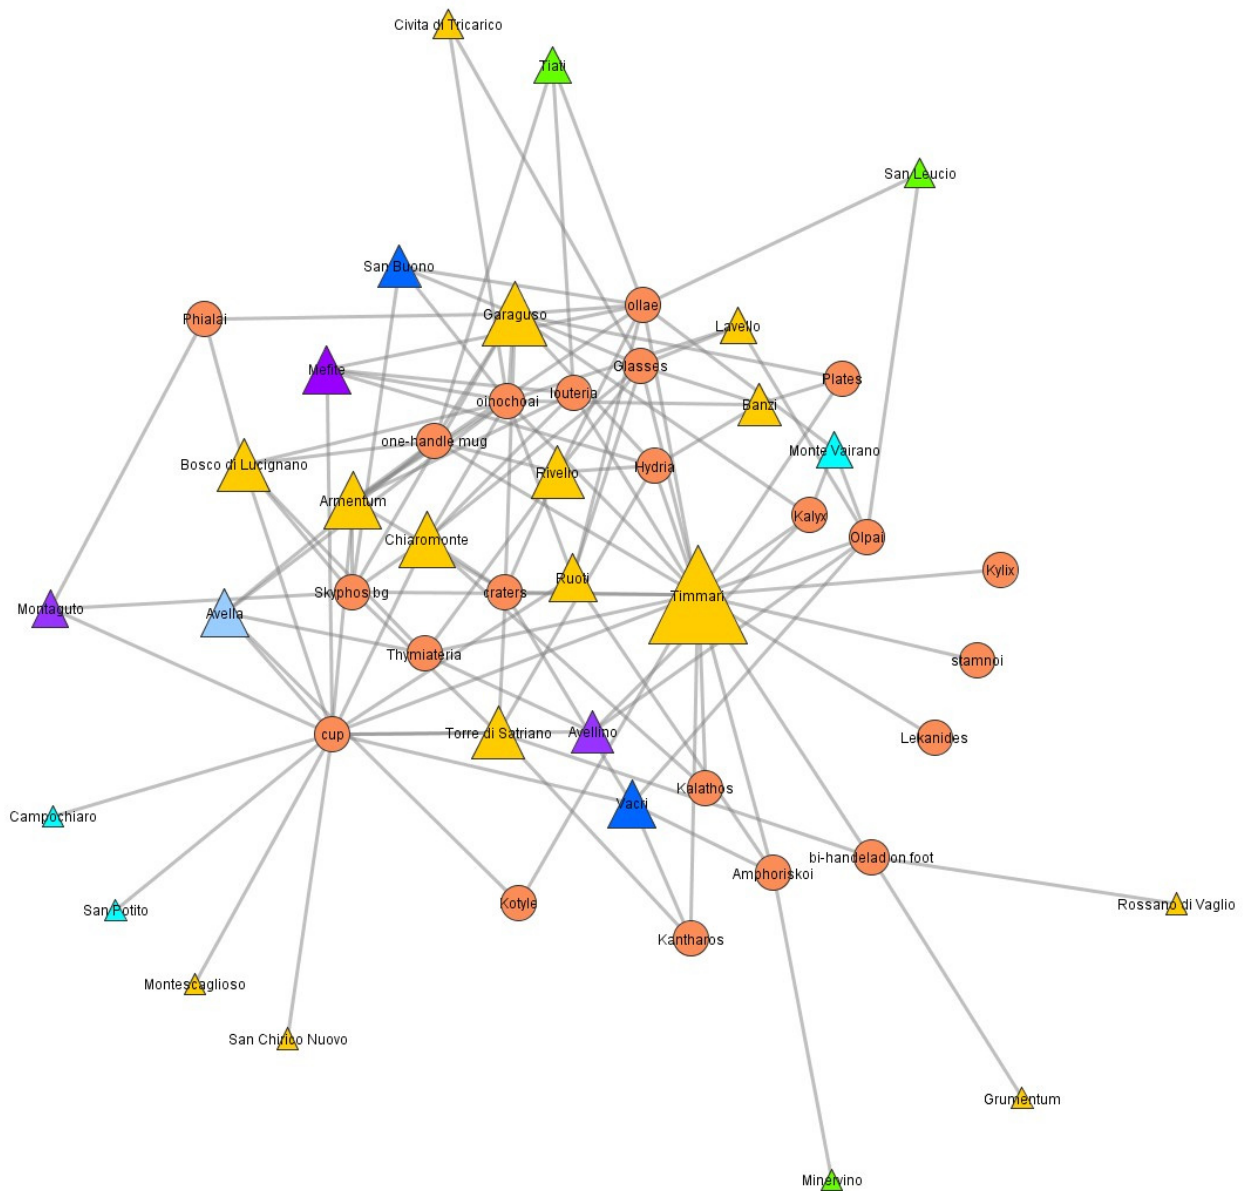 Civita di Tricarico
Tiati
San Leucio
San Buono
ollae
Garaguso
Phialai
Lavello
Glasses
Mefite
Plates
louteria
oinochoai
Banzi
one-handle mug
Monte Vairano
Bosco di Lucignano
Hydria
Rivello
Armentum
Kalyx
Olpai
Chiaromonte
Kylix
Ruoti
Skyphos bg
craters
Timmari
Montaguto
Avella
Thymiateria
stamnoi
cup
Torre di Satriano
Avellino
Lekanides
Kalathos
Vacri
Campochiaro
bi-handelad on foot
Amphoriskoi
Kotyle
Rossano di Vaglio
San Potito
Kantharos
Montescaglioso
San Chirico Nuovo
Grumentum
Minervino